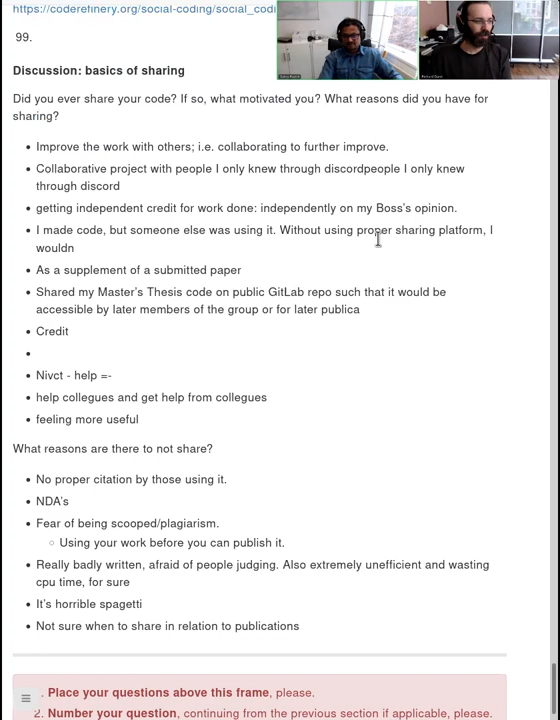 https://coderefinery.org/social-coding/social_codi
99.
Discussion: basics of sharing
Did you ever share your code? If so, what motivated you? What reasons did you have for
sharing?
Improve the work with others; i.e. collaborating to further improve.
Collaborative project with people I only knew through discordpeople I only knew
through discord
getting independent credit for work done: independently on my Boss's opinion.
I made code, but someone else was using it. Without using proper sharing platform, I
wouldn
As a supplement of a submitted paper
Shared my Master's Thesis code on public GitLab repo such that it would be
accessible by later members of the group or for later publica
Credit
Nivct - help =-
help collegues and get help from collegues
feeling more useful
What reasons are there to not share?
No proper citation by those using it.
NDA's
Fear of being scooped/plagiarism.
Using your work before you can publish it.
Really badly written, afraid of people judging. Also extremely unefficient and wasting
cpu time, for sure
It's horrible spagetti
Not sure when to share in relation to publications
. Place your questions above this frame, please.
2. Number your question, continuing from the previous section if applicable, please.